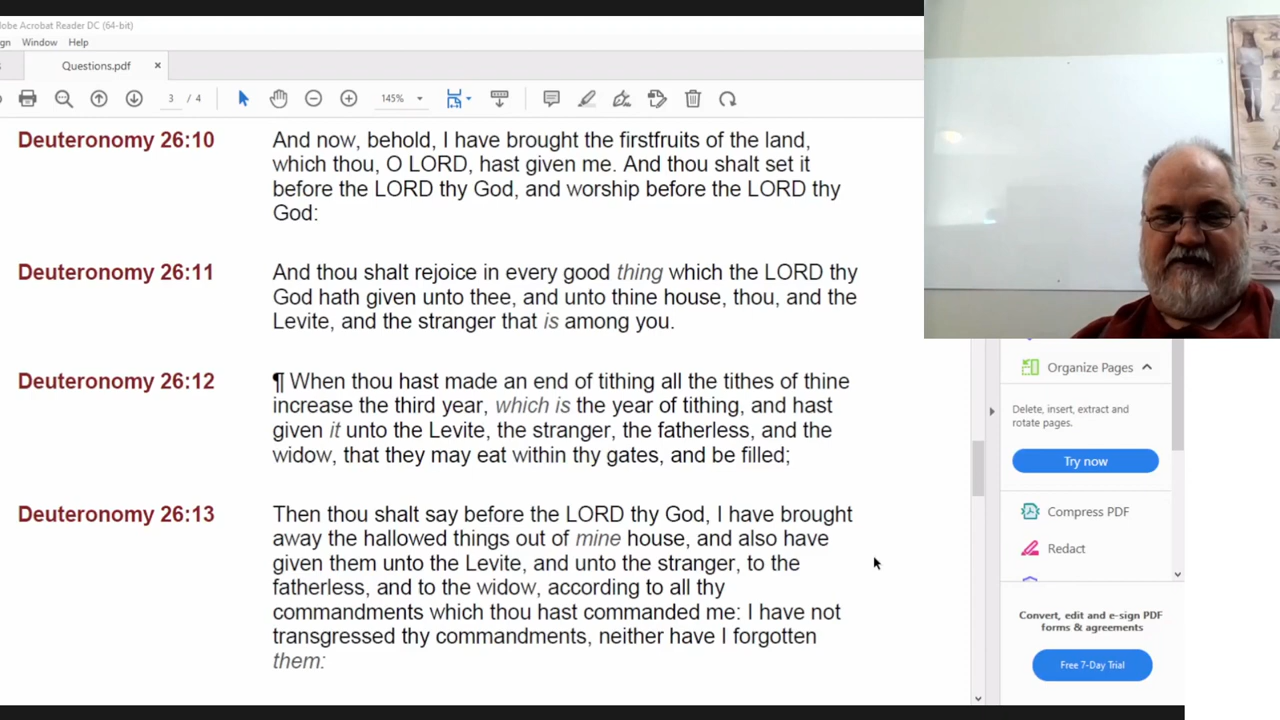 dobe Acrobat Reader DC (64-bit)
gn Window Help
Questions.pdf ×
3 / 4 145%
Deuteronomy 26:10 And now, behold, I have brought the firstfruits of the land,
which thou, O LORD, hast given me. And thou shalt set it
before the LORD thy God, and worship before the LORD thy
God:
Deuteronomy 26:11 And thou shalt rejoice in every good thing which the LORD thy
God hath given unto thee, and unto thine house, thou, and the
Levite, and the stranger that is among you.
Deuteronomy 26:12 ¶ When thou hast made an end of tithing all the tithes of thine
increase the third year, which is the year of tithing, and hast
given it unto the Levite, the stranger, the fatherless, and the
widow, that they may eat within thy gates, and be filled;
Deuteronomy 26:13 Then thou shalt say before the LORD thy God, I have brought
away the hallowed things out of mine house, and also have
given them unto the Levite, and unto the stranger, to the
fatherless, and to the widow, according to all thy
commandments which thou hast commanded me: I have not
transgressed thy commandments, neither have I forgotten
them:
Organize Pages
Delete, insert, extract and
rotate pages.
Try now
Compress PDF
Redact
Convert, edit and e-sign PDF
forms & agreements
Free 7-Day Trial